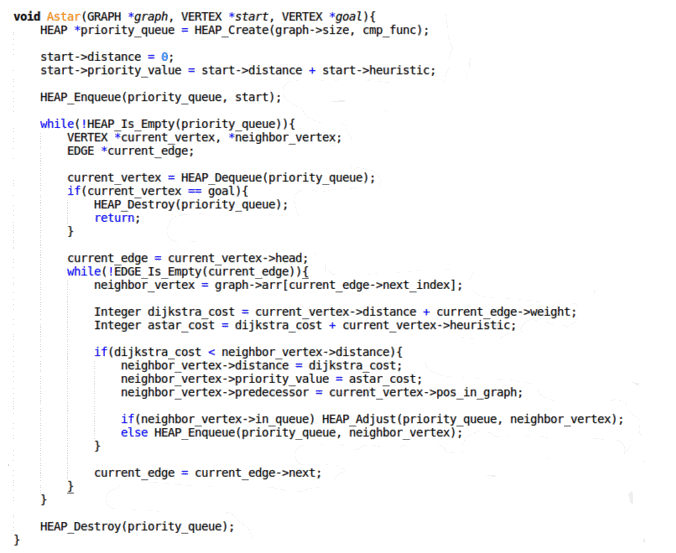 void Astar(GRAPH *graph, VERTEX *start, VERTEX *goal){
    HEAP *priority_queue = HEAP_Create(graph->size, cmp_func);

    start->distance = 0;
    start->priority_value = start->distance + start->heuristic;

    HEAP_Enqueue(priority_queue, start);

    while(!HEAP_Is_Empty(priority_queue)){
        VERTEX *current_vertex, *neighbor_vertex;
        EDGE *current_edge;

        current_vertex = HEAP_Dequeue(priority_queue);
        if(current_vertex == goal){
            HEAP_Destroy(priority_queue);
            return;
        }

        current_edge = current_vertex->head;
        while(!EDGE_Is_Empty(current_edge)){
            neighbor_vertex = graph->arr[current_edge->next_index];

            Integer dijkstra_cost = current_vertex->distance + current_edge->weight;
            Integer astar_cost = dijkstra_cost + current_vertex->heuristic;

            if(dijkstra_cost < neighbor_vertex->distance){
                neighbor_vertex->distance = dijkstra_cost;
                neighbor_vertex->priority_value = astar_cost;
                neighbor_vertex->predecessor = current_vertex->pos_in_graph;

                if(neighbor_vertex->in_queue) HEAP_Adjust(priority_queue, neighbor_vertex);
                else HEAP_Enqueue(priority_queue, neighbor_vertex);
            }

            current_edge = current_edge->next;
        }
    }

    HEAP_Destroy(priority_queue);
}